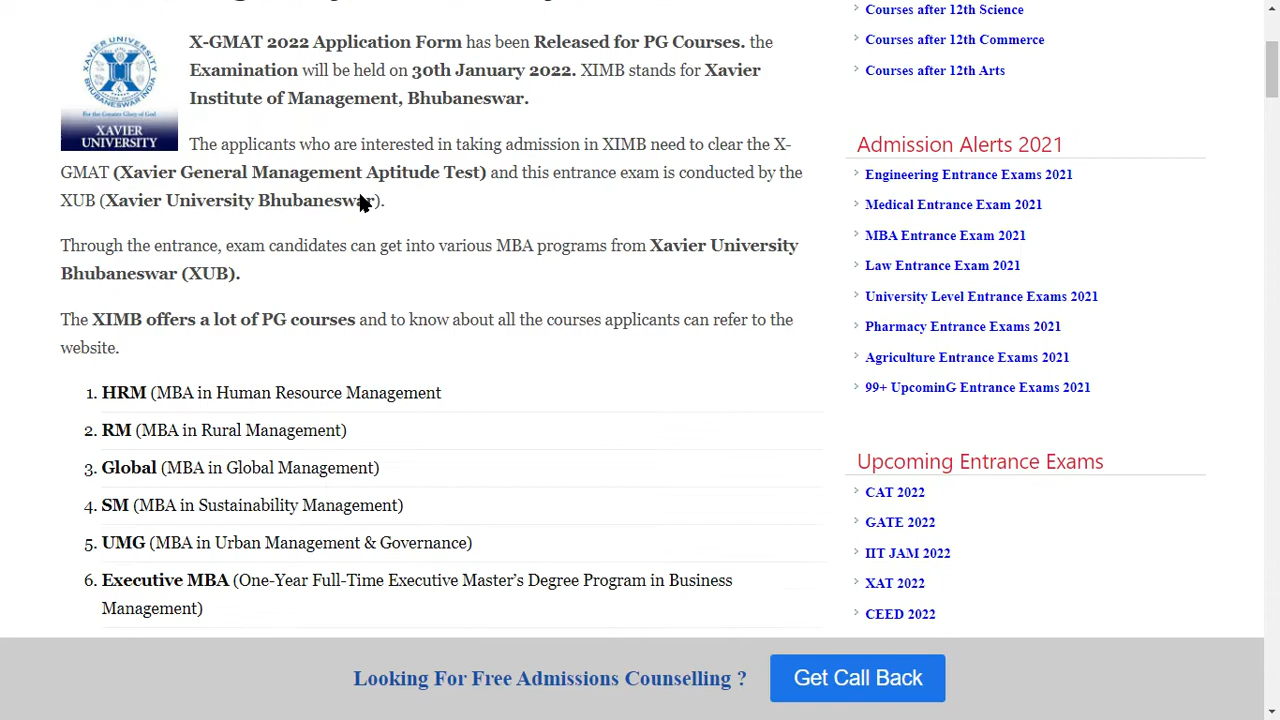 X-GMAT 2022 Application Form has been Released for PG Courses. the
Examination will be held on 30th January 2022. XIMB stands for Xavier
Institute of Management, Bhubaneswar.
XAVIER UNIVERSITY
BHUBANESWAR INDIA
For the Greater Glory of God
XAVIER
UNIVERSITY
The applicants who are interested in taking admission in XIMB need to clear the X-
GMAT (Xavier General Management Aptitude Test) and this entrance exam is conducted by the
XUB (Xavier University Bhubaneswar).
Through the entrance, exam candidates can get into various MBA programs from Xavier University
Bhubaneswar (XUB).
The XIMB offers a lot of PG courses and to know about all the courses applicants can refer to the
website.
1. HRM (MBA in Human Resource Management
2. RM (MBA in Rural Management)
3. Global (MBA in Global Management)
4. SM (MBA in Sustainability Management)
5. UMG (MBA in Urban Management & Governance)
6. Executive MBA (One-Year Full-Time Executive Master's Degree Program in Business
Management)
Courses after 12th Science
Courses after 12th Commerce
Courses after 12th Arts
Admission Alerts 2021
Engineering Entrance Exams 2021
Medical Entrance Exam 2021
MBA Entrance Exam 2021
Law Entrance Exam 2021
University Level Entrance Exams 2021
Pharmacy Entrance Exams 2021
Agriculture Entrance Exams 2021
99+ UpcominG Entrance Exams 2021
Upcoming Entrance Exams
CAT 2022
GATE 2022
IIT JAM 2022
XAT 2022
CEED 2022
Looking For Free Admissions Counselling ?
Get Call Back